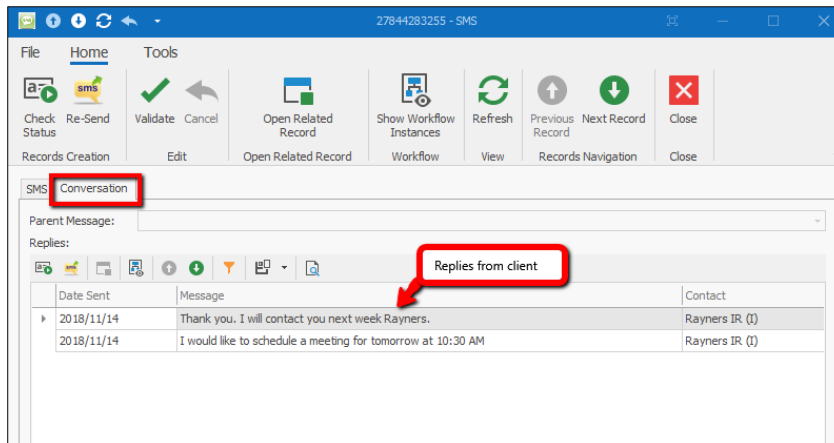 27844283255 - SMS
File Home Tools
sms
Check Status Re-Send Validate Cancel Open Related Record Show Workflow Instances Refresh Previous Record Next Record Close
Records Creation Edit Open Related Record Workflow View Records Navigation Close
SMS Conversation
Parent Message:
Replies:
Replies from client
Date Sent Message Contact
2018/11/14 Thank you. I will contact you next week Rayners. Rayners IR (I)
2018/11/14 I would like to schedule a meeting for tomorrow at 10:30 AM Rayners IR (I)